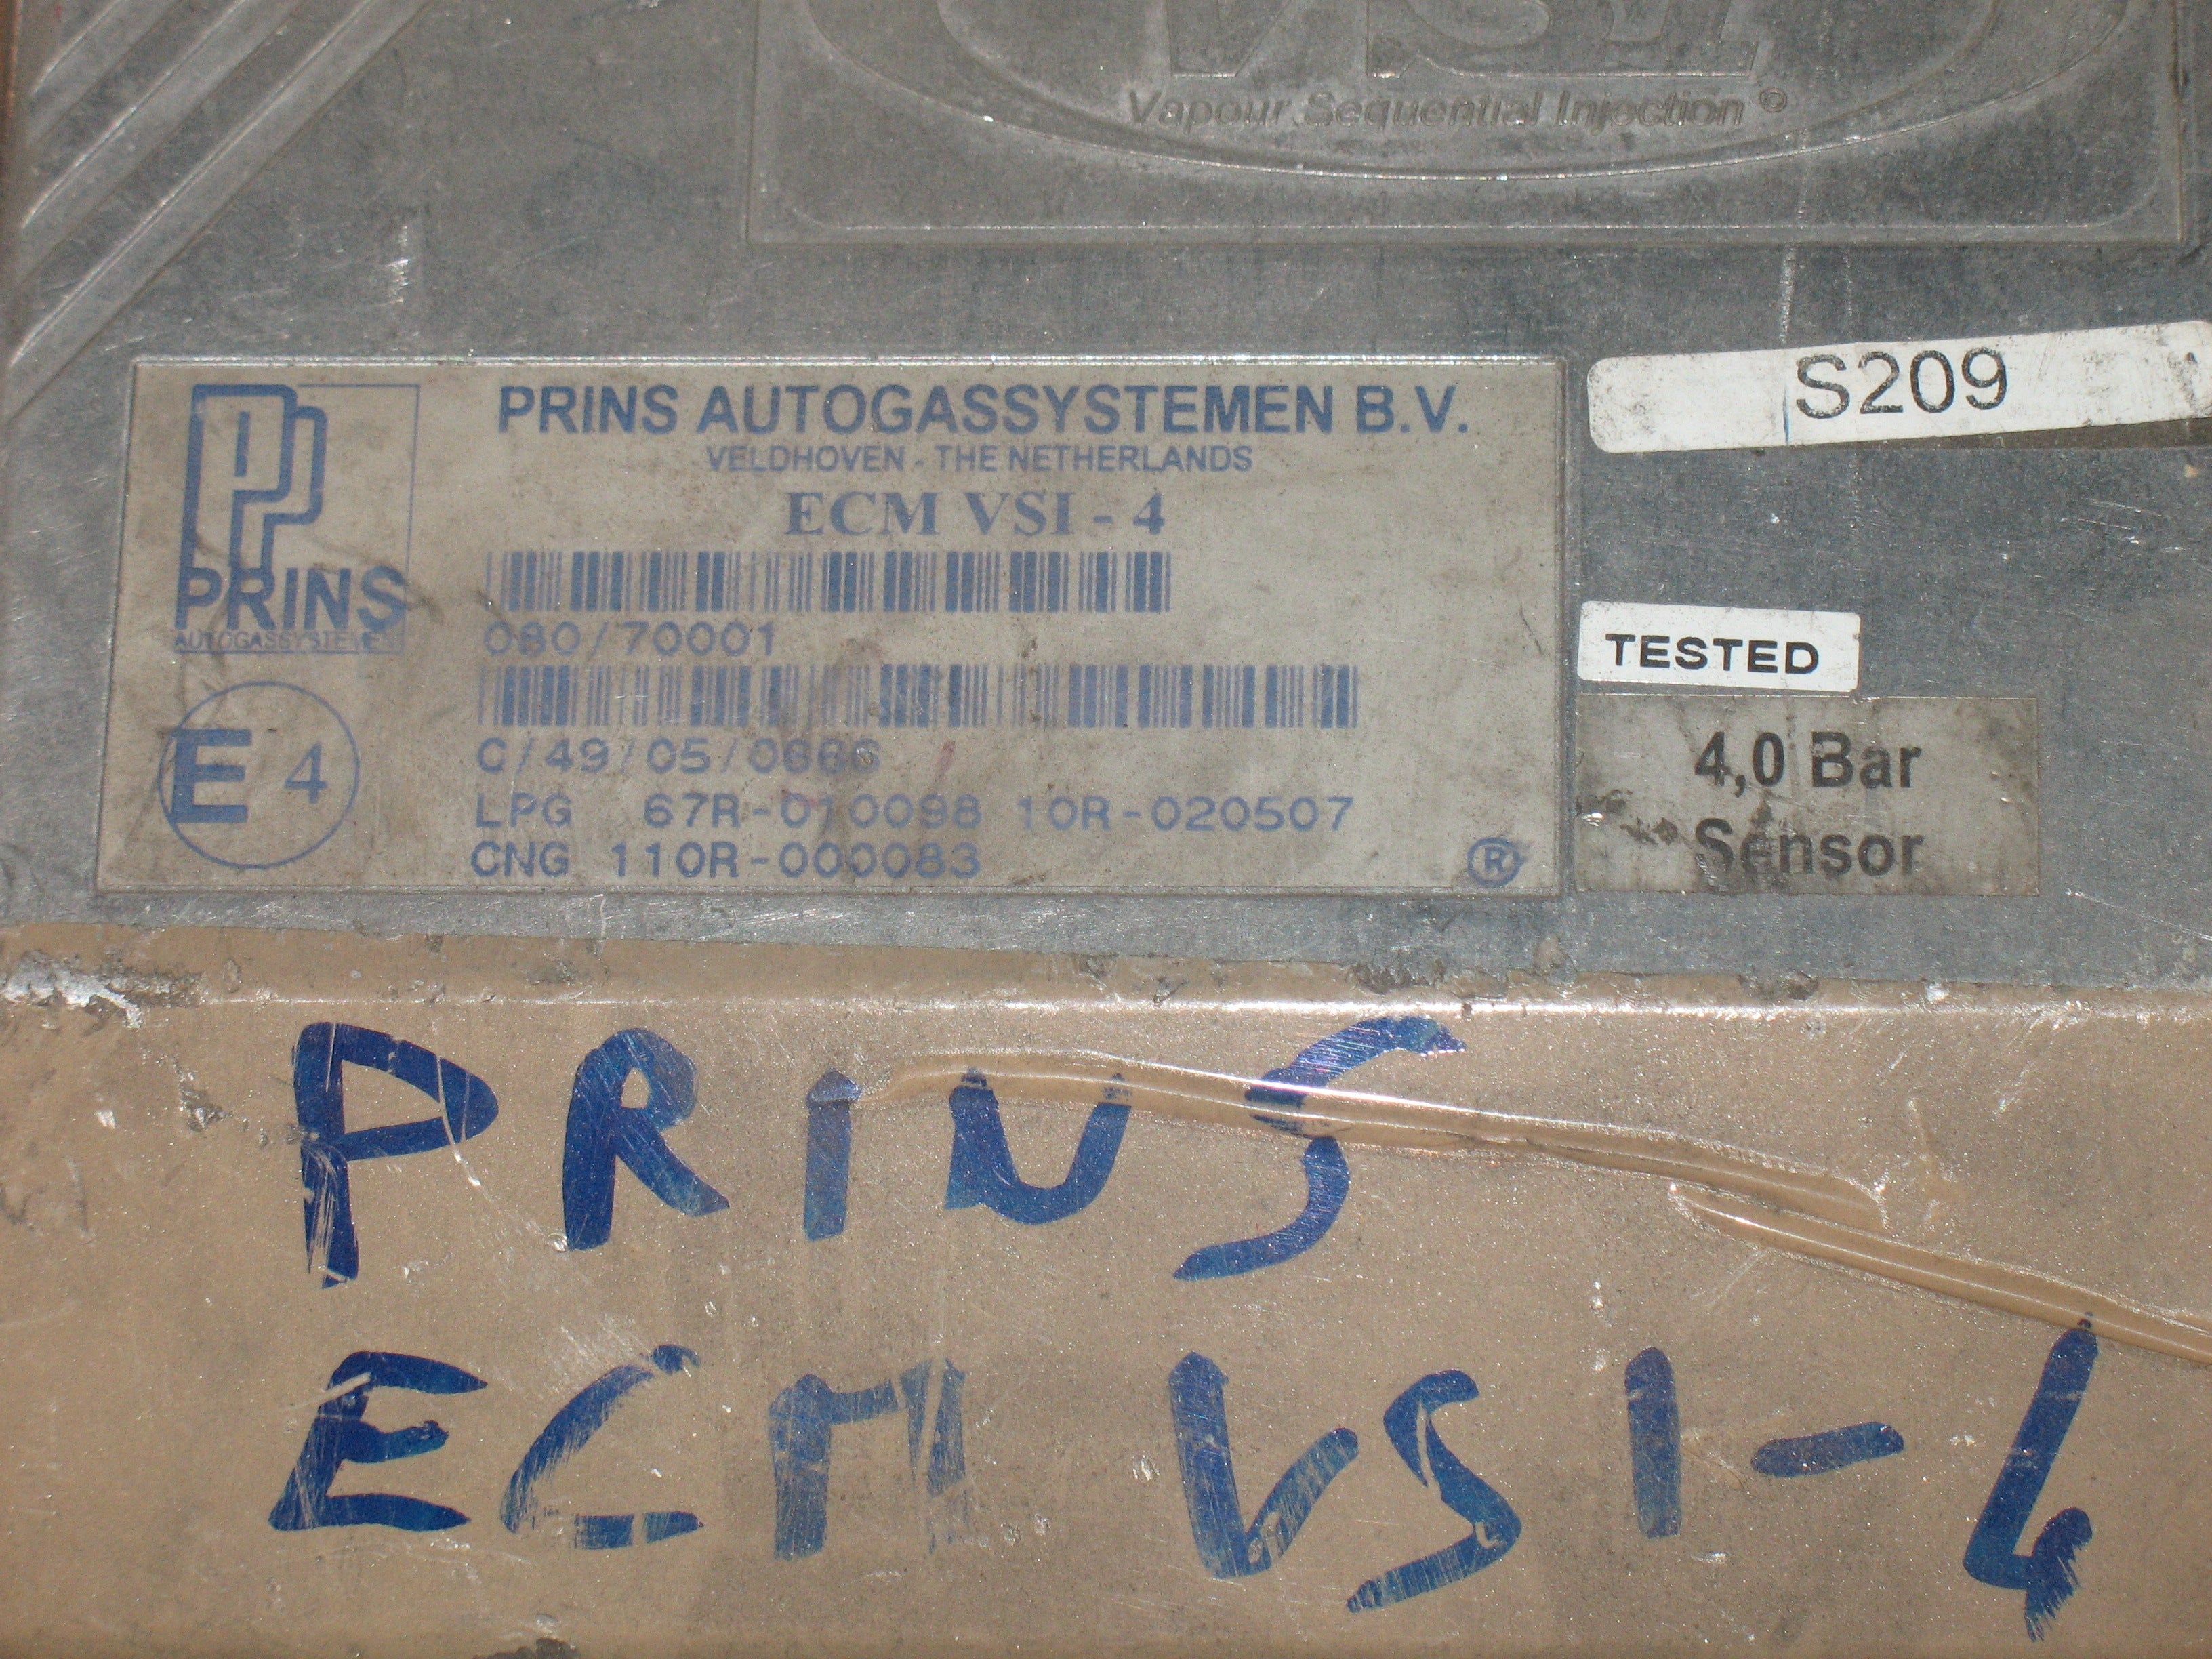 VSI
Vapour Sequential Injection ©
S209
PRINS AUTOGASSYSTEMEN B.V.
VELDHOVEN - THE NETHERLANDS
ECM VSI - 4
PRINS
AUTOGASSYSTEMEN
080/70001
TESTED
E 4
C/49/05/0666
LPG 67R-010098 10R-020507
CNG 110R-000083
®
4,0 Bar
Sensor
PRINS
ECM VSI-4